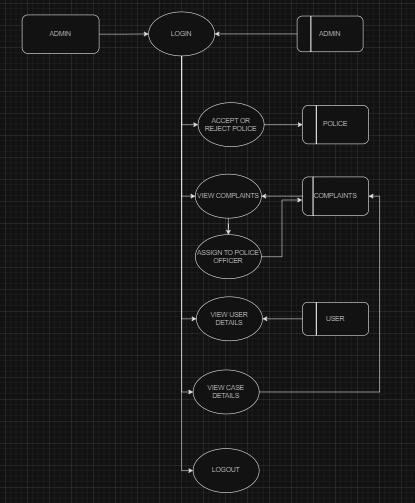 ADMIN
LOGIN
ADMIN
ACCEPT OR
REJECT POLICE
POLICE
VIEW COMPLAINTS
COMPLAINTS
ASSIGN TO POLICE
OFFICER
VIEW USER
DETAILS
USER
VIEW CASE
DETAILS
LOGOUT